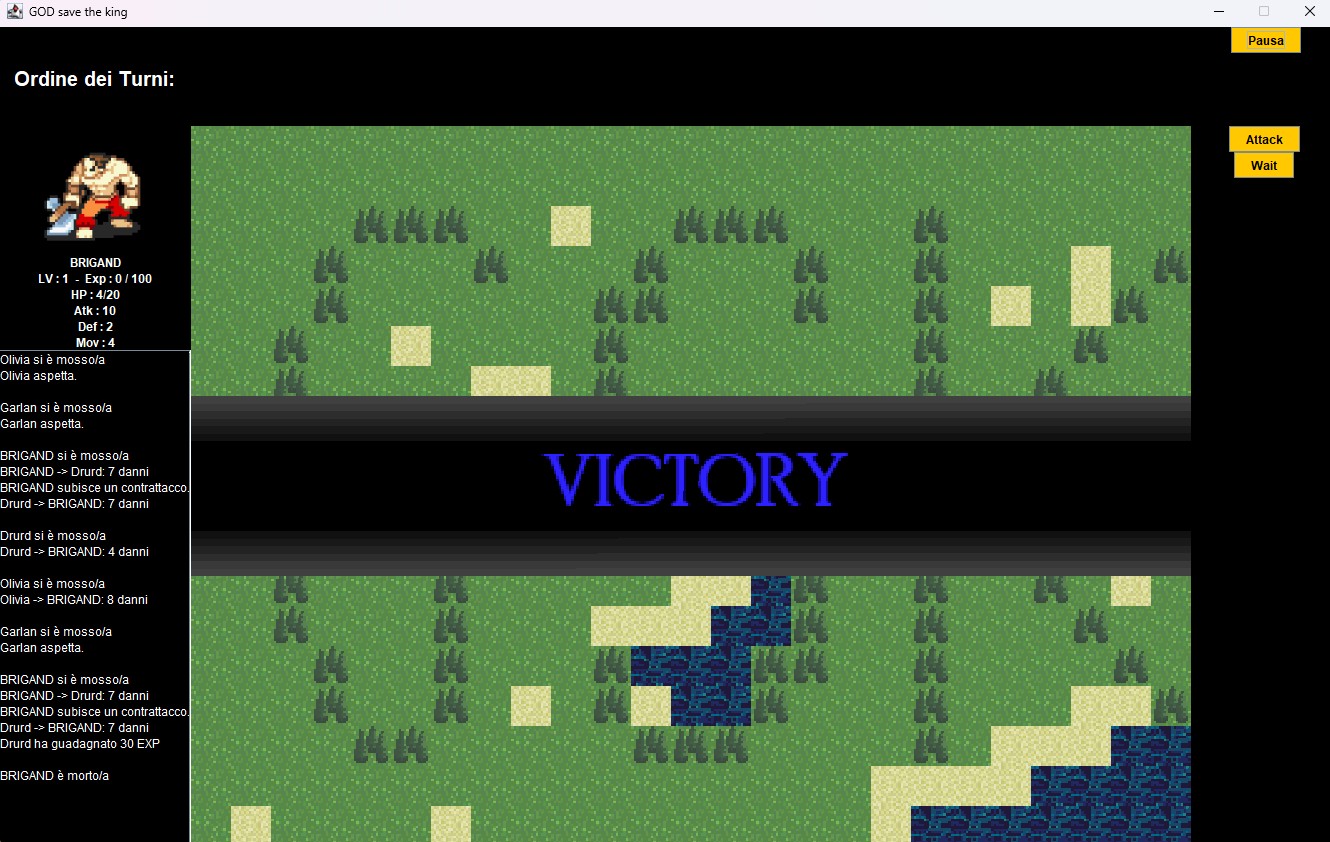 GOD save the king
Pausa
Ordine dei Turni:
Attack
Wait
BRIGAND
LV : 1 - Exp : 0 / 100
HP : 4/20
Atk : 10
Def : 2
Mov : 4
Olivia si è mosso/a
Olivia aspetta.
Garlan si è mosso/a
Garlan aspetta.
BRIGAND si è mosso/a
BRIGAND -> Drurd: 7 danni
BRIGAND subisce un contrattacco.
Drurd -> BRIGAND: 7 danni
Drurd si è mosso/a
Drurd -> BRIGAND: 4 danni
Olivia si è mosso/a
Olivia -> BRIGAND: 8 danni
Garlan si è mosso/a
Garlan aspetta.
BRIGAND si è mosso/a
BRIGAND -> Drurd: 7 danni
BRIGAND subisce un contrattacco.
Drurd -> BRIGAND: 7 danni
Drurd ha guadagnato 30 EXP
BRIGAND è morto/a
VICTORY